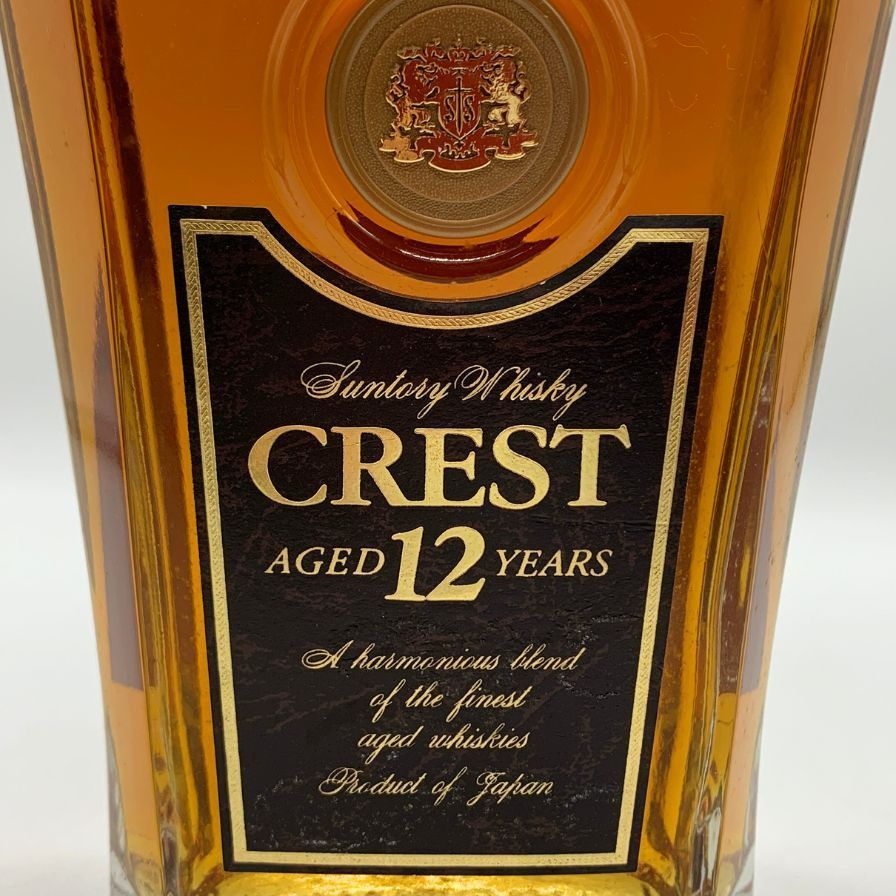 Suntory Whisky
CREST
AGED 12 YEARS
A harmonious blend
of the finest
aged whiskies
Product of Japan